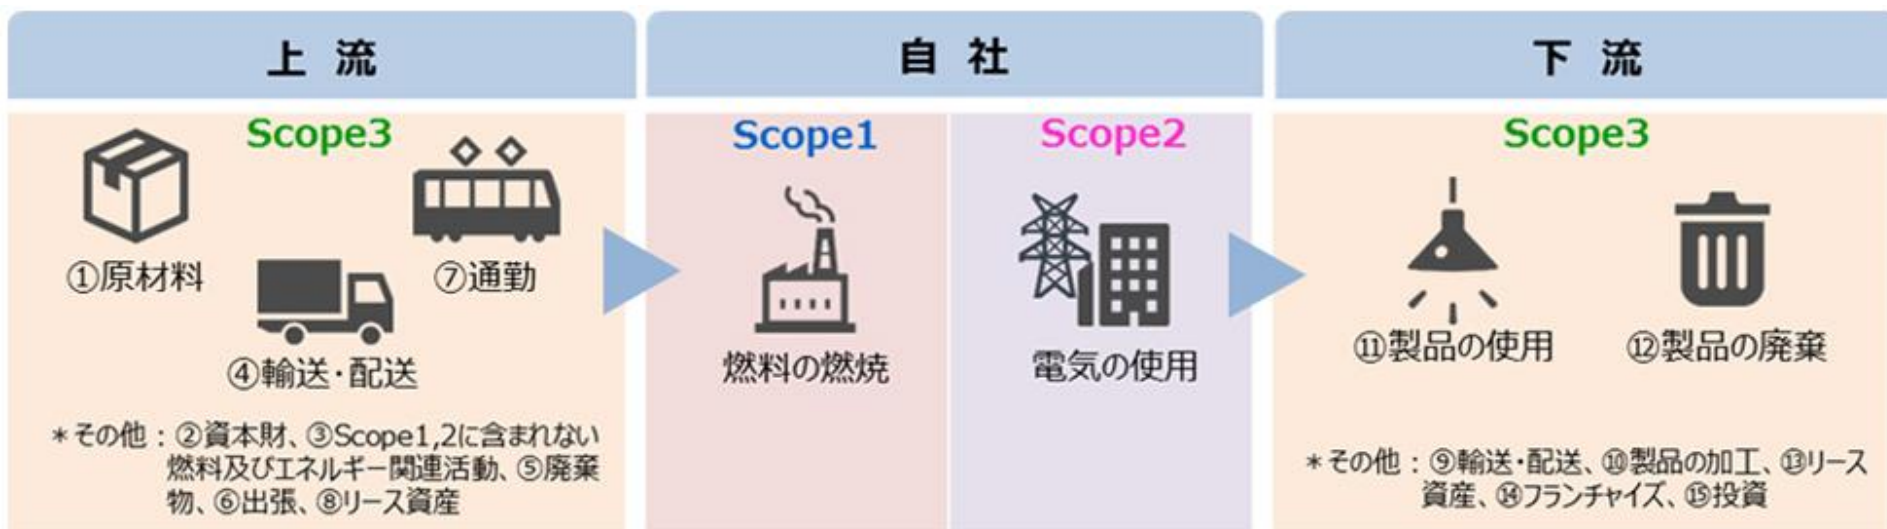 上 流
Scope3
①原材料
⑦通勤
④輸送・配送
＊その他：②資本財、③Scope1,2に含まれない
燃料及びエネルギー関連活動、⑤廃棄
物、⑥出張、⑧リース資産
自 社
Scope1
燃料の燃焼
Scope2
電気の使用
下 流
Scope3
⑪製品の使用
⑫製品の廃棄
＊その他：⑨輸送・配送、⑩製品の加工、⑬リース
資産、⑭フランチャイズ、⑮投資